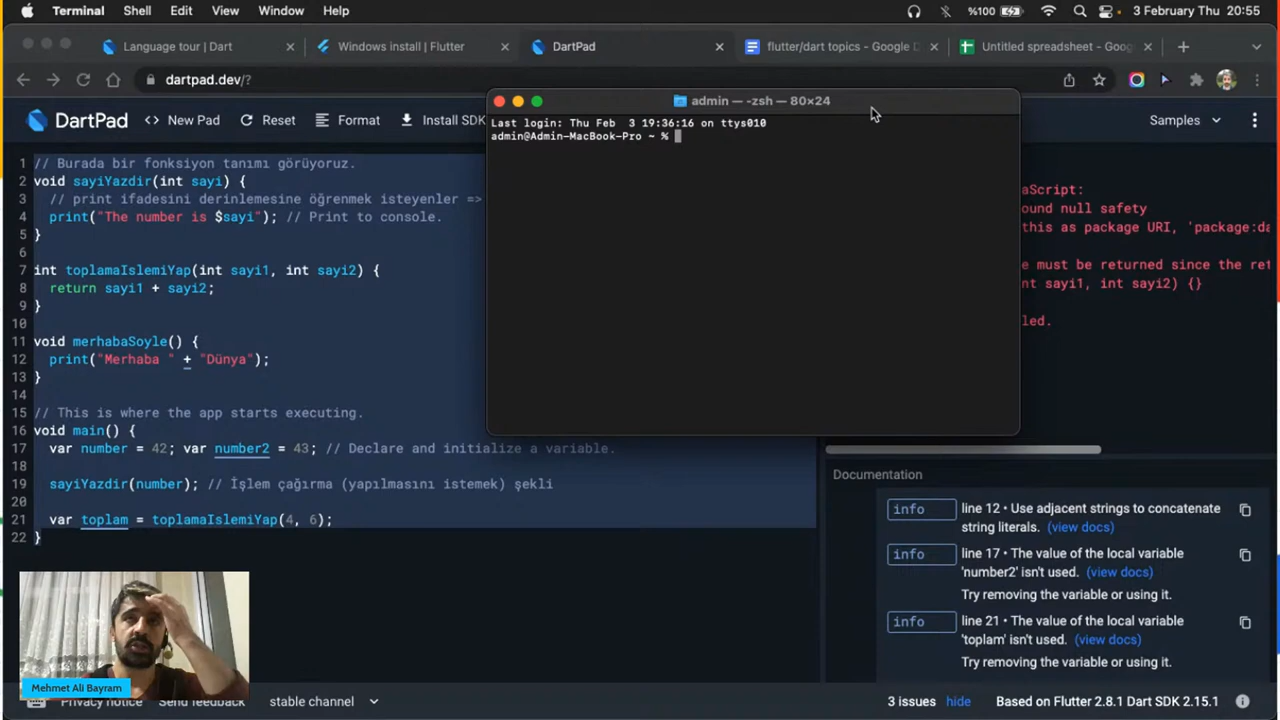 Terminal Shell Edit View Window Help %100 3 February Thu 20:55
Language tour | Dart Windows install | Flutter DartPad flutter/dart topics - Google D Untitled spreadsheet - Goog
dartpad.dev/?
DartPad <> New Pad Reset Format Install SDK Samples
admin — -zsh — 80×24
Last login: Thu Feb 3 19:36:16 on ttys010
admin@Admin-MacBook-Pro ~ %
1 // Burada bir fonksiyon tanımı görüyoruz.
2 void sayiYazdir(int sayi) {
3 // print ifadesini derinlemesine öğrenmek isteyenler =>
4 print("The number is $sayi"); // Print to console.
5 }
6
7 int toplamaIslemiYap(int sayi1, int sayi2) {
8 return sayi1 + sayi2;
9 }
10
11 void merhabaSoyle() {
12 print("Merhaba " + "Dünya");
13 }
14
15 // This is where the app starts executing.
16 void main() {
17 var number = 42; var number2 = 43; // Declare and initialize a variable.
18
19 sayiYazdir(number); // İşlem çağırma (yapılmasını istemek) şekli
20
21 var toplam = toplamaIslemiYap(4, 6);
22 }
aScript:
ound null safety
this as package URI, 'package:da
e must be returned since the ret
nt sayi1, int sayi2) {}
led.
Documentation
info line 12 • Use adjacent strings to concatenate
string literals. (view docs)
info line 17 • The value of the local variable
'number2' isn't used. (view docs)
Try removing the variable or using it.
info line 21 • The value of the local variable
'toplam' isn't used. (view docs)
Try removing the variable or using it.
Mehmet Ali Bayram
Privacy notice Send feedback stable channel 3 issues hide Based on Flutter 2.8.1 Dart SDK 2.15.1